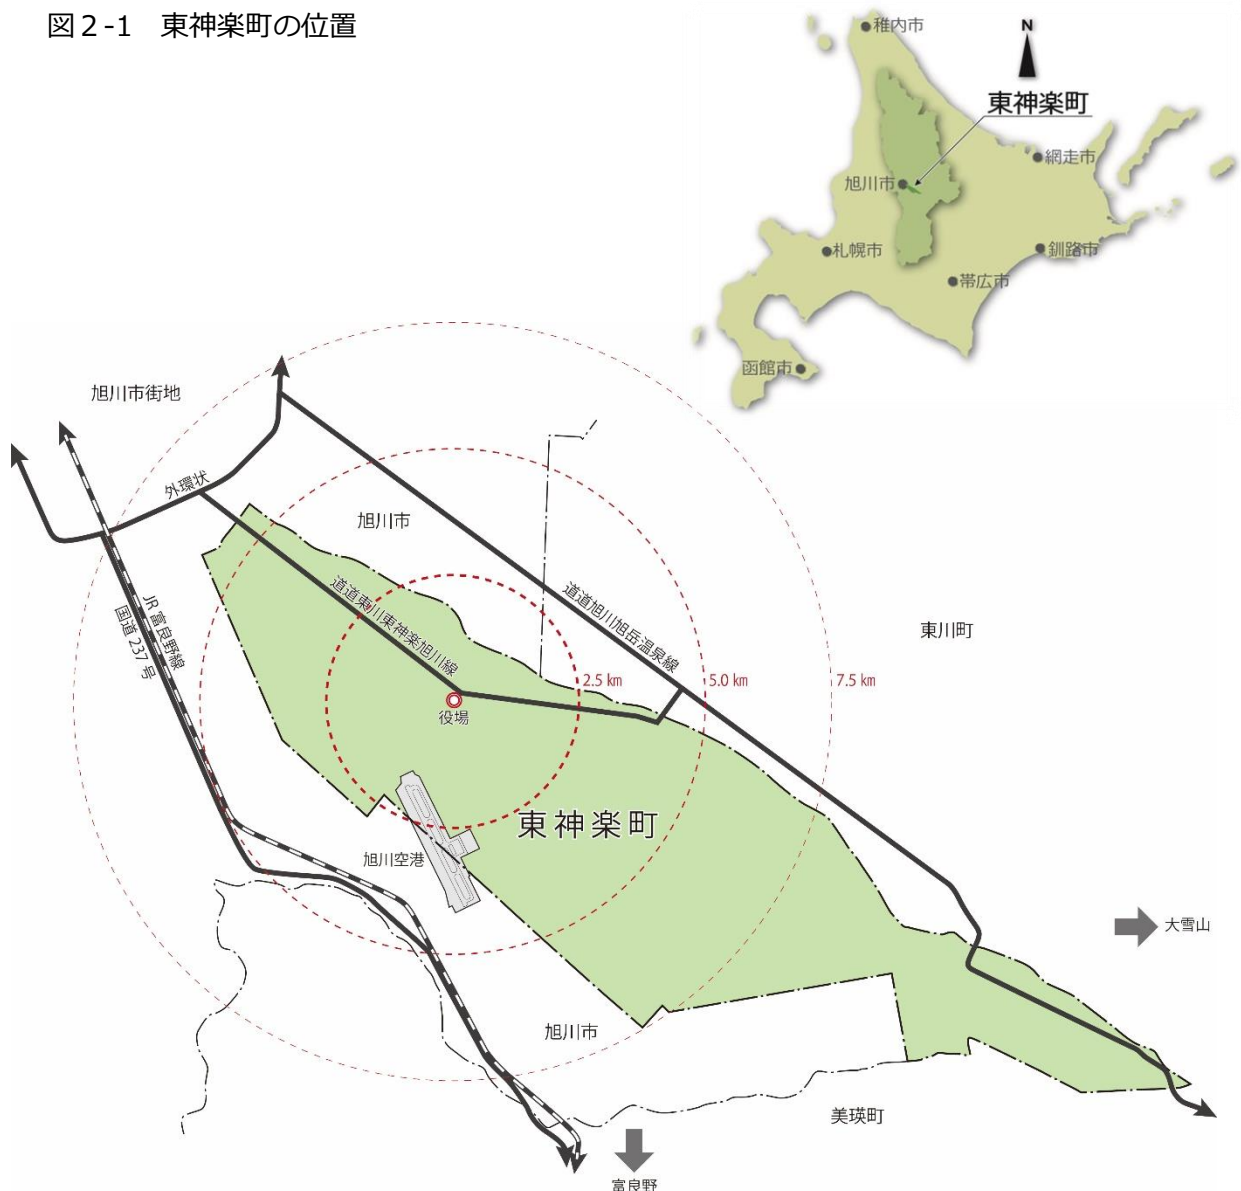 図２-1　東神楽町の位置
稚内市
N
東神楽町
網走市
旭川市
札幌市
釧路市
帯広市
函館市
旭川市街地
外環状
旭川市
道道東川東神楽旭川線
道道旭川旭岳温泉線
東川町
JR 富良野線
国道 237 号
2.5 km
5.0 km
7.5 km
役場
東神楽町
旭川空港
大雪山
旭川市
美瑛町
富良野